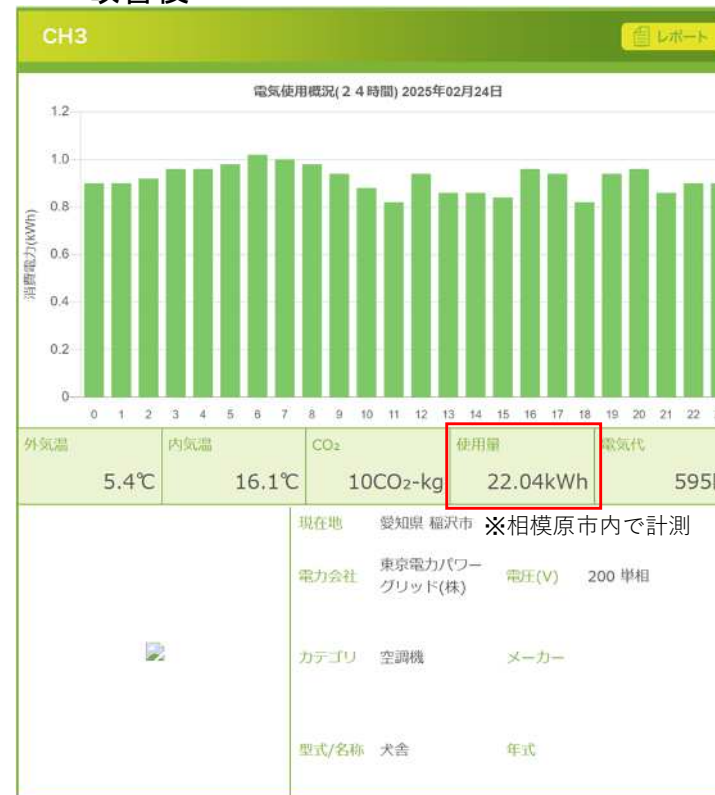 CH3
レポート
電気使用概況(２４時間) 2025年02月24日
消費電力(kWh)
1.2
1.0
0.8
0.6
0.4
0.2
0
0 1 2 3 4 5 6 7 8 9 10 11 12 13 14 15 16 17 18 19 20 21 22
外気温 内気温 CO₂ 使用量 電気代
5.4℃ 16.1℃ 10CO₂-kg 22.04kWh 595
現在地 愛知県 稲沢市 ※相模原市内で計測
電力会社 東京電力パワー
グリッド(株) 電圧(V) 200 単相
カテゴリ 空調機 メーカー
型式/名称 犬舎 年式